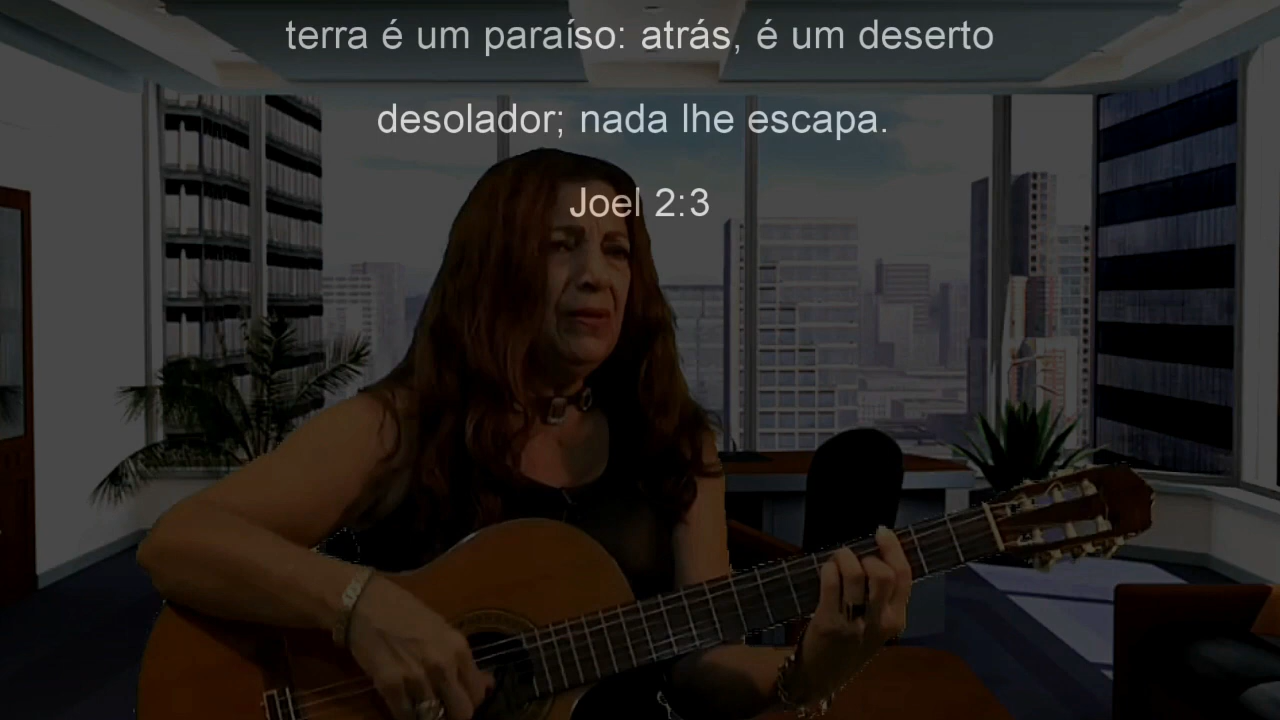 terra é um paraíso: atrás, é um deserto
desolador; nada lhe escapa.
Joel 2:3